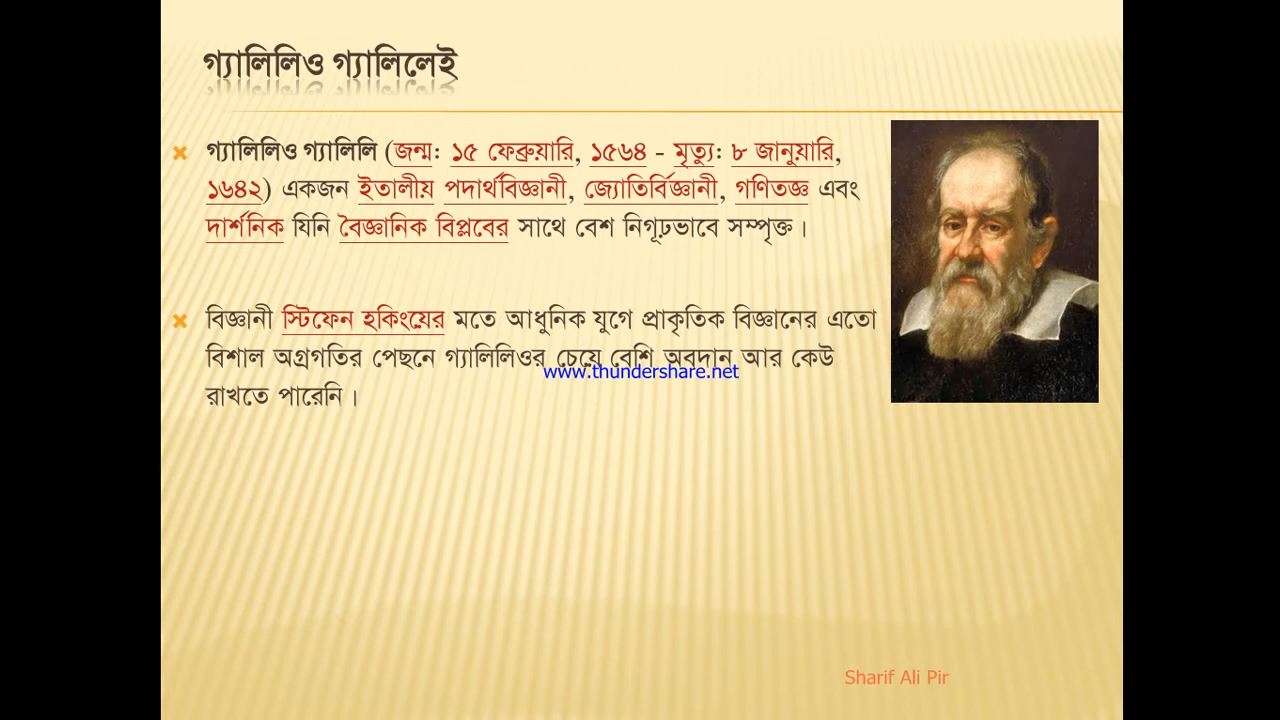 গ্যালিলিও গ্যালিলেই
গ্যালিলিও গ্যালিলি (জন্ম: ১৫ ফেব্রুয়ারি, ১৫৬৪ - মৃত্যু: ৮ জানুয়ারি,
১৬৪২) একজন ইতালীয় পদার্থবিজ্ঞানী, জ্যোতির্বিজ্ঞানী, গণিতজ্ঞ এবং
দার্শনিক যিনি বৈজ্ঞানিক বিপ্লবের সাথে বেশ নিগূঢ়ভাবে সম্পৃক্ত।
বিজ্ঞানী স্টিফেন হকিংয়ের মতে আধুনিক যুগে প্রাকৃতিক বিজ্ঞানের এতো
বিশাল অগ্রগতির পেছনে গ্যালিলিওর চেয়ে বেশি অবদান আর কেউ
www.thundershare.net
রাখতে পারেনি।
Sharif Ali Pir